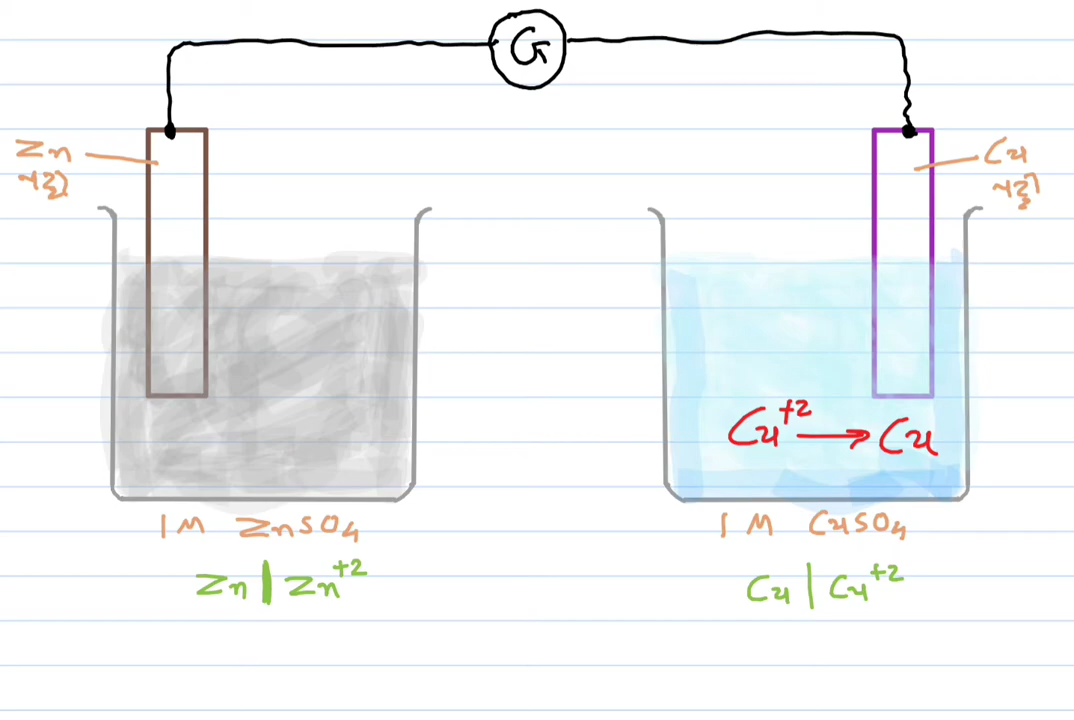 G
Zn
Cu
Cu⁺² → Cu
1 M ZnSO₄
1 M CuSO₄
Zn | Zn⁺²
Cu | Cu⁺²